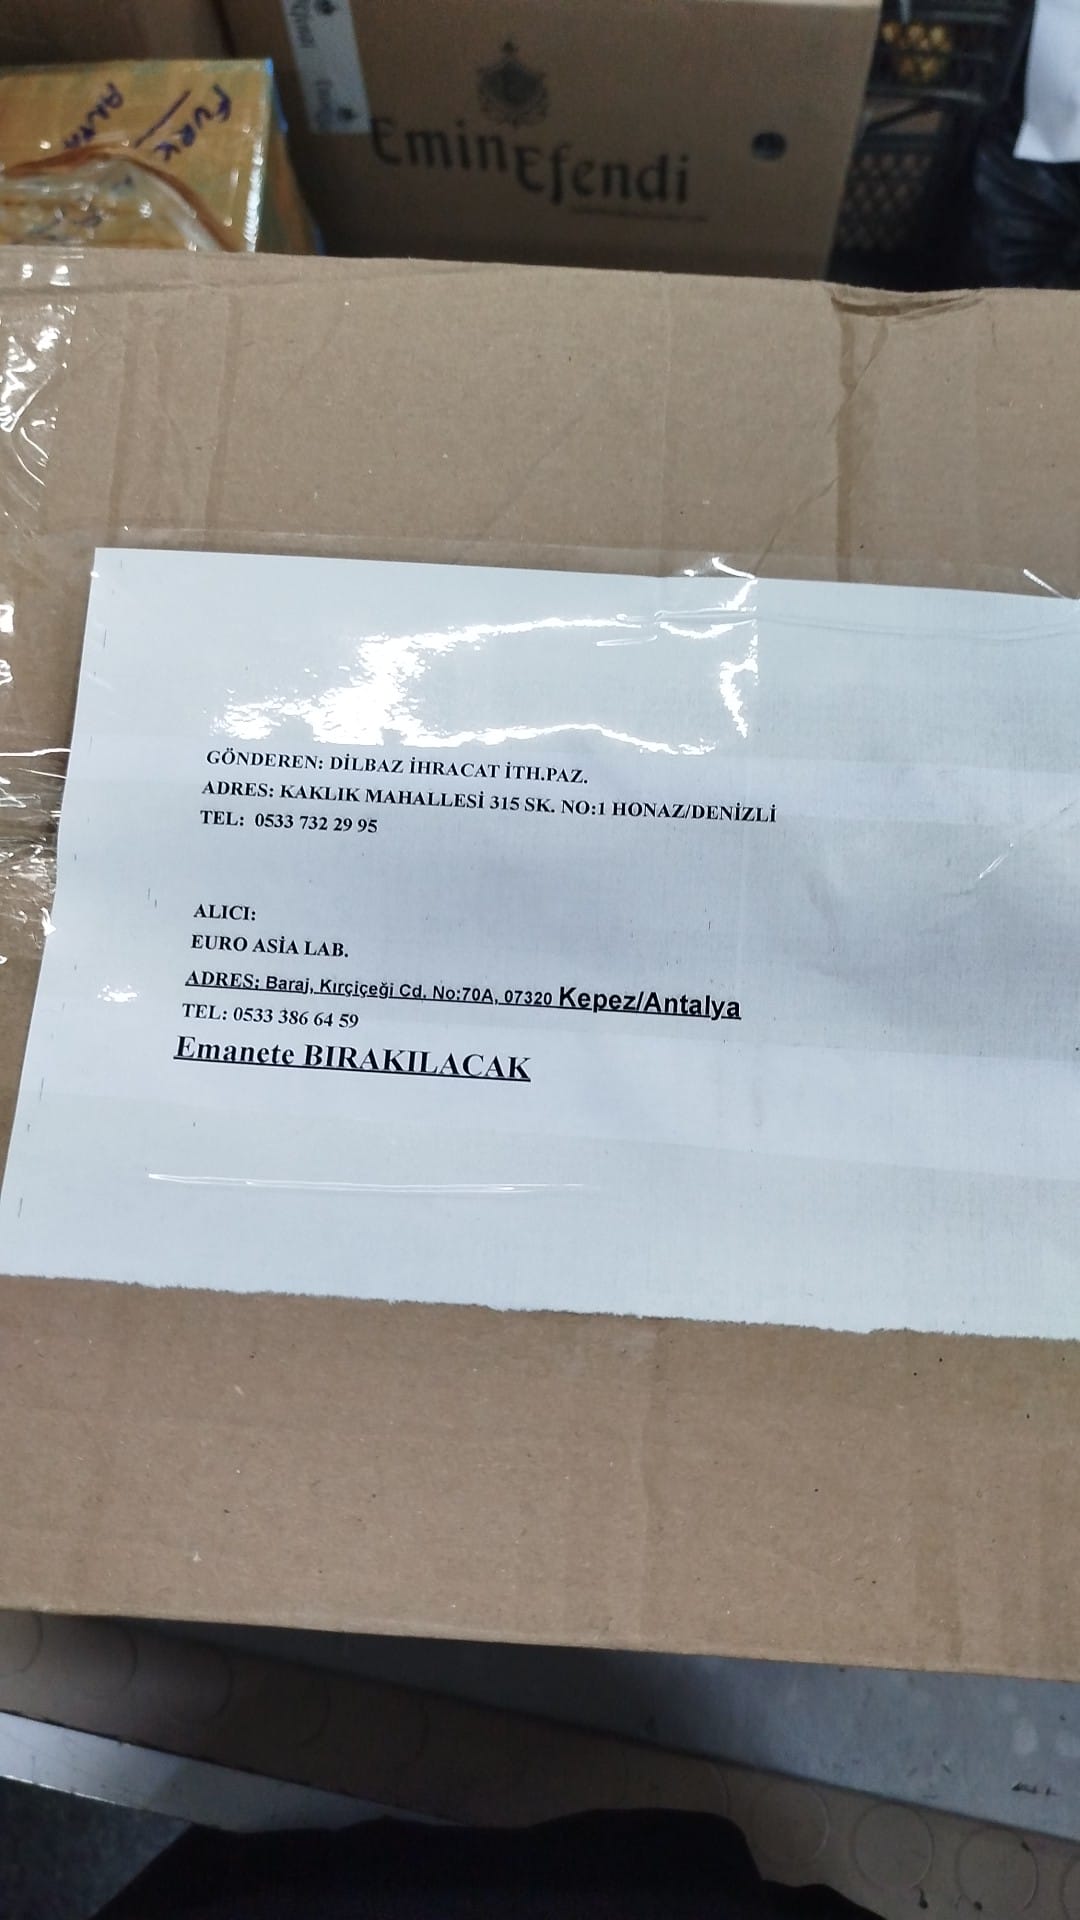 EminEfendi
FURK
GÖNDEREN: DİLBAZ İHRACAT İTH.PAZ.
ADRES: KAKLIK MAHALLESİ 315 SK. NO:1 HONAZ/DENİZLİ
TEL: 0533 732 29 95
ALICI:
EURO ASİA LAB.
ADRES: Baraj, Kırçiçeği Cd. No:70A, 07320 Kepez/Antalya
TEL: 0533 386 64 59
Emanete BIRAKILACAK